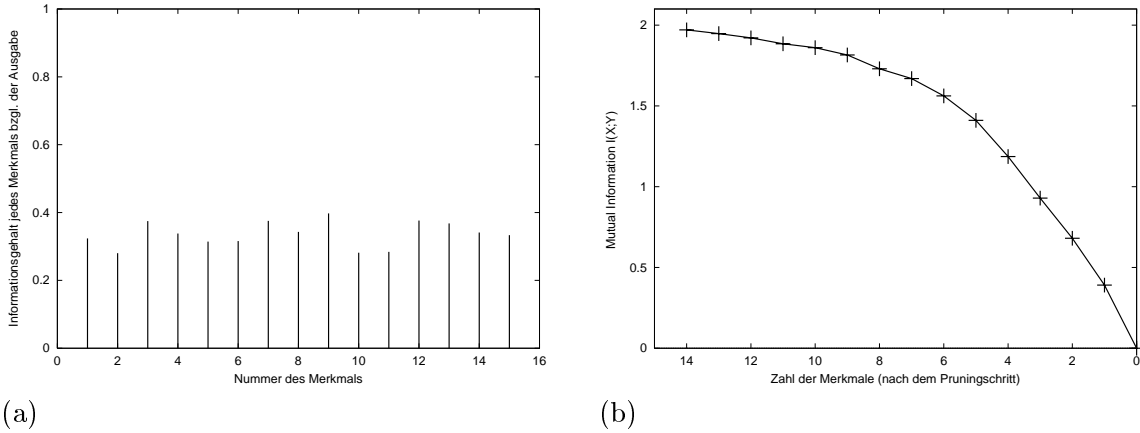 Informationsgehalt jedes Merkmals bzgl. der Ausgabe
1
0.8
0.6
0.4
0.2
0
0 2 4 6 8 10 12 14 16
Nummer des Merkmals
(a)
Mutual Information I(X;Y)
2
1.5
1
0.5
0
14 12 10 8 6 4 2 0
Zahl der Merkmale (nach dem Pruningschritt)
(b)